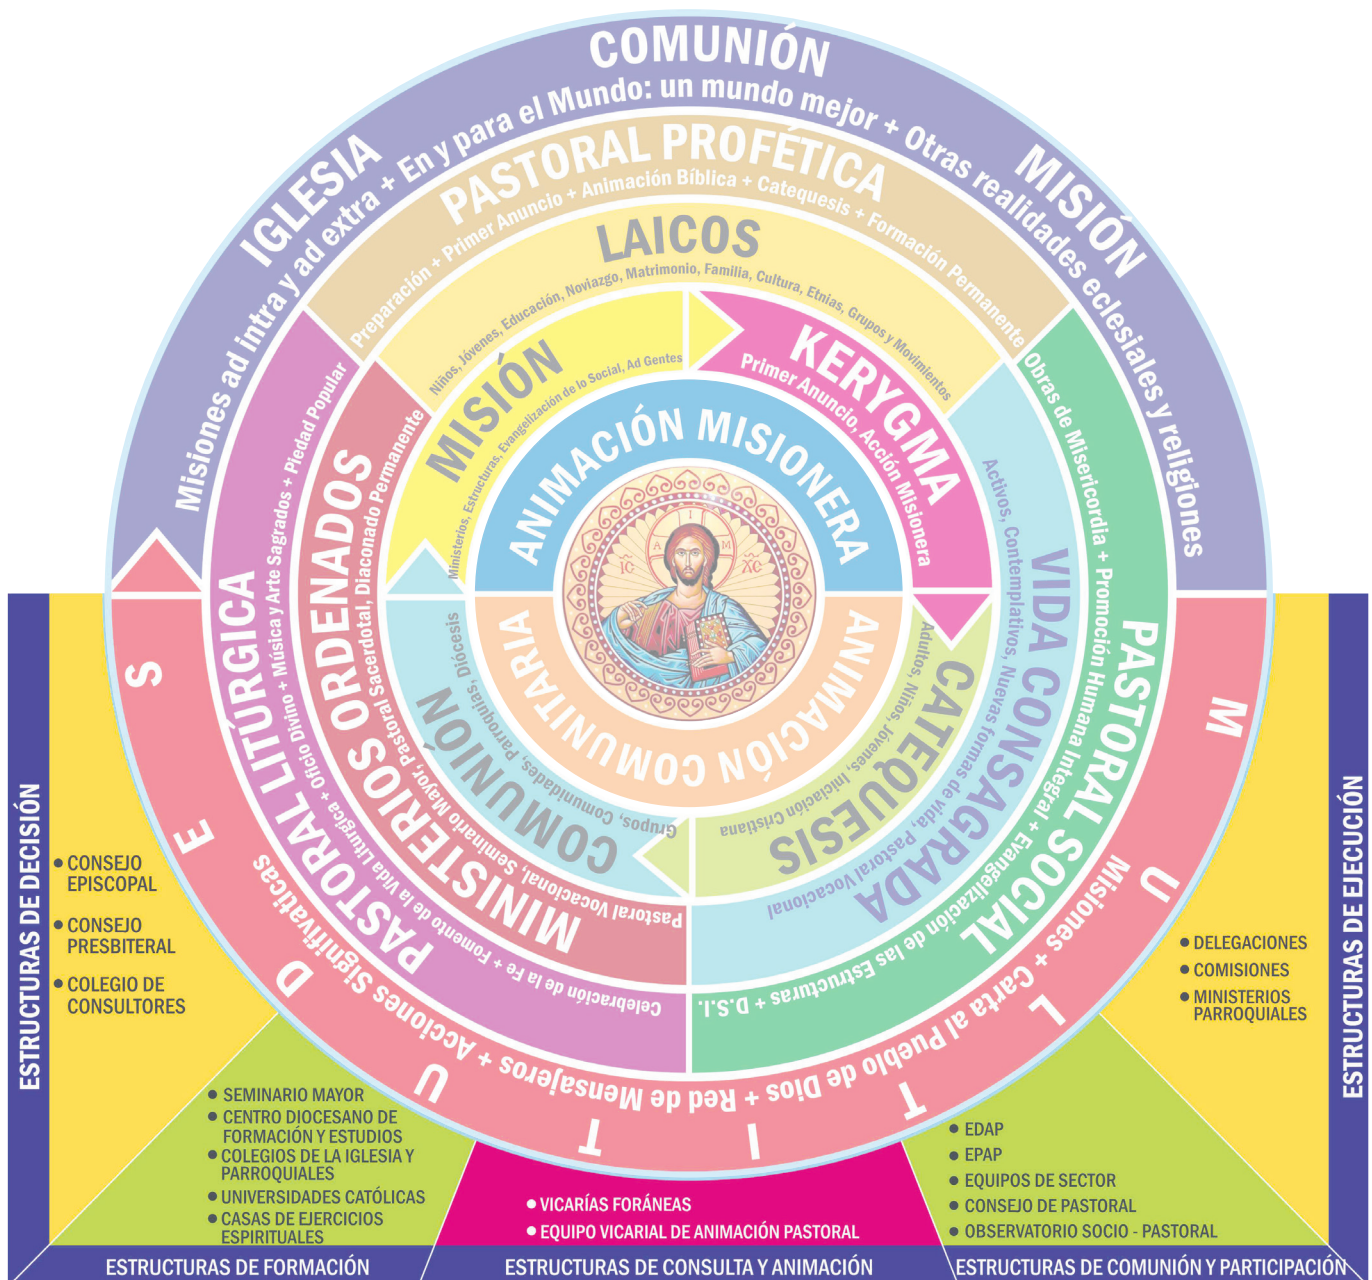 COMUNIÓN
IGLESIA
MISIÓN
Misiones ad intra y ad extra + En y para el Mundo: un mundo mejor + Otras realidades eclesiales y religiones
PASTORAL PROFÉTICA
Preparación + Primer Anuncio + Animación Bíblica + Catequesis + Formación Permanente
LAICOS
Niños, Jóvenes, Educación, Noviazgo, Matrimonio, Familia, Cultura, Etnias, Grupos y Movimientos
MISIÓN
Ministerios, Estructuras, Evangelización de lo Social, Ad Gentes
KERYGMA
Primer Anuncio, Acción Misionera
ANIMACIÓN MISIONERA
I
A
M
IC
XC
ANIMACIÓN COMUNITARIA
CATEQUESIS
Adultos, Niños, Jóvenes, Iniciación Cristiana
COMUNIÓN
Grupos, Comunidades, Parroquias, Diócesis
VIDA CONSAGRADA
Activos, Contemplativos, Nuevas formas de vida, Pastoral Vocacional
MINISTERIOS ORDENADOS
Pastoral Vocacional, Seminario Mayor, Pastoral Sacerdotal, Diaconado Permanente
PASTORAL SOCIAL
Obras de Misericordia + Promoción Humana Integral + Evangelización de las Estructuras + D.S.I.
PASTORAL LITÚRGICA
Celebración de la Fe + Fomento de la Vida Liturgica + Oficio Divino + Música y Arte Sagrados + Piedad Popular
MULTITUDES
Misiones + Carta al Pueblo de Dios + Red de Mensajeros + Acciones Signifivaticas
ESTRUCTURAS DE DECISIÓN
• CONSEJO
EPISCOPAL
• CONSEJO
PRESBITERAL
• COLEGIO DE
CONSULTORES
• SEMINARIO MAYOR
• CENTRO DIOCESANO DE
FORMACIÓN Y ESTUDIOS
• COLEGIOS DE LA IGLESIA Y
PARROQUIALES
• UNIVERSIDADES CATÓLICAS
• CASAS DE EJERCICIOS
ESPIRITUALES
ESTRUCTURAS DE FORMACIÓN
• VICARÍAS FORÁNEAS
• EQUIPO VICARIAL DE ANIMACIÓN PASTORAL
ESTRUCTURAS DE CONSULTA Y ANIMACIÓN
• EDAP
• EPAP
• EQUIPOS DE SECTOR
• CONSEJO DE PASTORAL
• OBSERVATORIO SOCIO - PASTORAL
ESTRUCTURAS DE COMUNIÓN Y PARTICIPACIÓN
• DELEGACIONES
• COMISIONES
• MINISTERIOS
PARROQUIALES
ESTRUCTURAS DE EJECUCIÓN